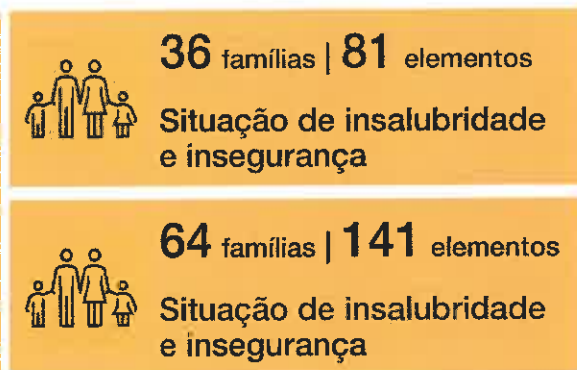 36 famílias | 81 elementos
Situação de insalubridade
e insegurança
64 famílias | 141 elementos
Situação de insalubridade
e insegurança